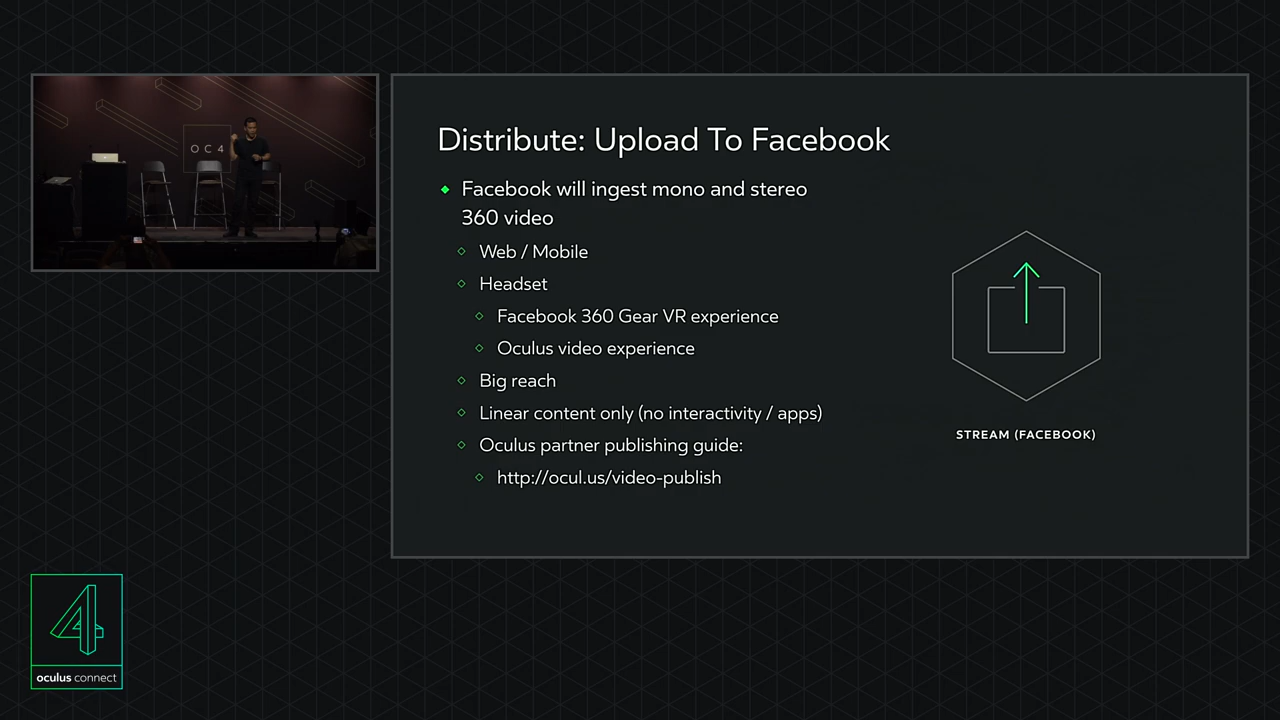 OC4
Distribute: Upload To Facebook
Facebook will ingest mono and stereo
360 video
Web / Mobile
Headset
Facebook 360 Gear VR experience
Oculus video experience
Big reach
Linear content only (no interactivity / apps)
Oculus partner publishing guide:
http://ocul.us/video-publish
STREAM (FACEBOOK)
4
oculus connect